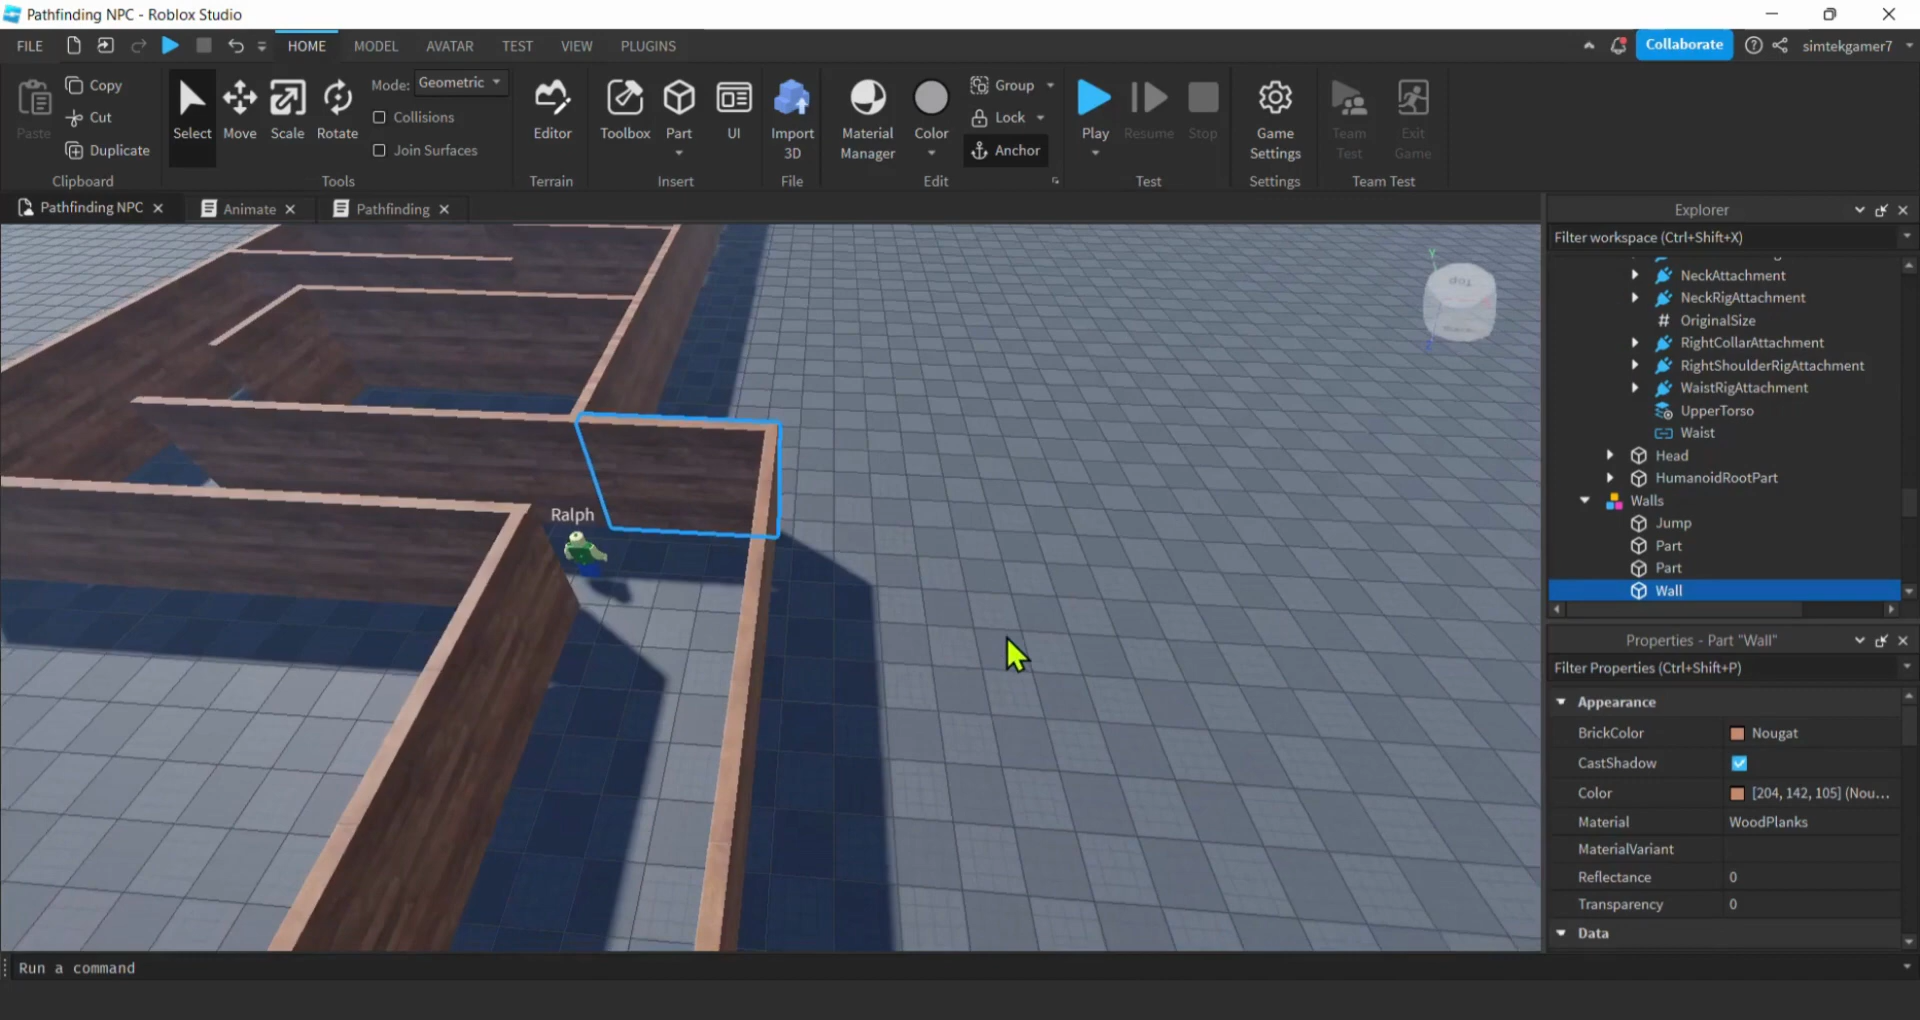 Pathfinding NPC - Roblox Studio
FILE HOME MODEL AVATAR TEST VIEW PLUGINS Collaborate simtekgamer7
Paste Copy Cut Duplicate
Clipboard
Select Move Scale Rotate
Mode: Geometric
Collisions
Join Surfaces
Tools
Editor
Terrain
Toolbox Part UI
Insert
Import
3D
File
Material
Manager
Color
Group
Lock
Anchor
Edit
Play Resume Stop
Test
Game
Settings
Settings
Team
Test
Exit
Game
Team Test
Pathfinding NPC Animate Pathfinding
Ralph
Top
Y
Z
Explorer
Filter workspace (Ctrl+Shift+X)
NeckAttachment
NeckRigAttachment
OriginalSize
RightCollarAttachment
RightShoulderRigAttachment
WaistRigAttachment
UpperTorso
Waist
Head
HumanoidRootPart
Walls
Jump
Part
Part
Wall
Properties - Part "Wall"
Filter Properties (Ctrl+Shift+P)
Appearance
BrickColor Nougat
CastShadow
Color [204, 142, 105] (Nou...
Material WoodPlanks
MaterialVariant
Reflectance 0
Transparency 0
Data
Run a command